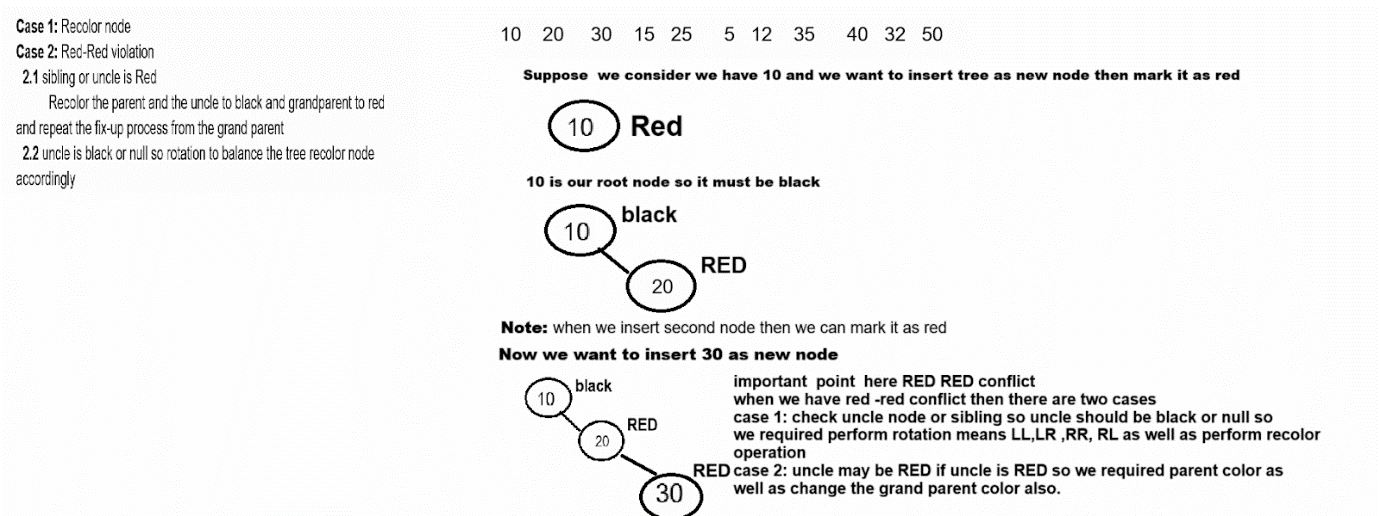 Case 1: Recolor node
Case 2: Red-Red violation
2.1 sibling or uncle is Red
Recolor the parent and the uncle to black and grandparent to red
and repeat the fix-up process from the grand parent
2.2 uncle is black or null so rotation to balance the tree recolor node
accordingly
10 20 30 15 25 5 12 35 40 32 50
Suppose we consider we have 10 and we want to insert tree as new node then mark it as red
10 Red
10 is our root node so it must be black
black
10
RED
20
Note: when we insert second node then we can mark it as red
Now we want to insert 30 as new node
black
10
RED
20
RED
30
important point here RED RED conflict
when we have red -red conflict then there are two cases
case 1: check uncle node or sibling so uncle should be black or null so
we required perform rotation means LL,LR ,RR, RL as well as perform recolor
operation
case 2: uncle may be RED if uncle is RED so we required parent color as
well as change the grand parent color also.